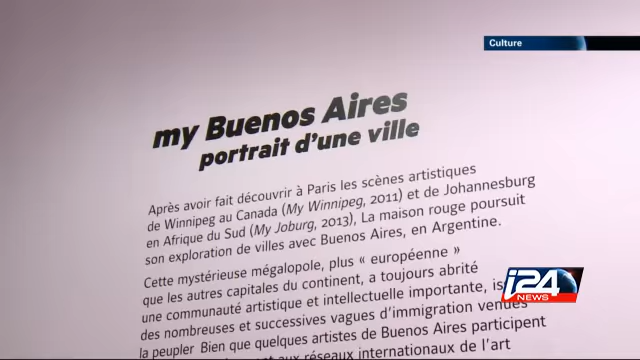 Culture
my Buenos Aires
portrait d'une ville
Après avoir fait découvrir à Paris les scènes artistiques
de Winnipeg au Canada (My Winnipeg, 2011) et de Johannesburg
en Afrique du Sud (My Joburg, 2013), La maison rouge poursuit
son exploration de villes avec Buenos Aires, en Argentine.
Cette mystérieuse mégalopole, plus « européenne »
que les autres capitales du continent, a toujours abrité
une communauté artistique et intellectuelle importante,
des nombreuses et successives vagues d'immigration venues
la peupler Bien que quelques artistes de Buenos Aires participent
aux réseaux internationaux de l'art
i24
NEWS